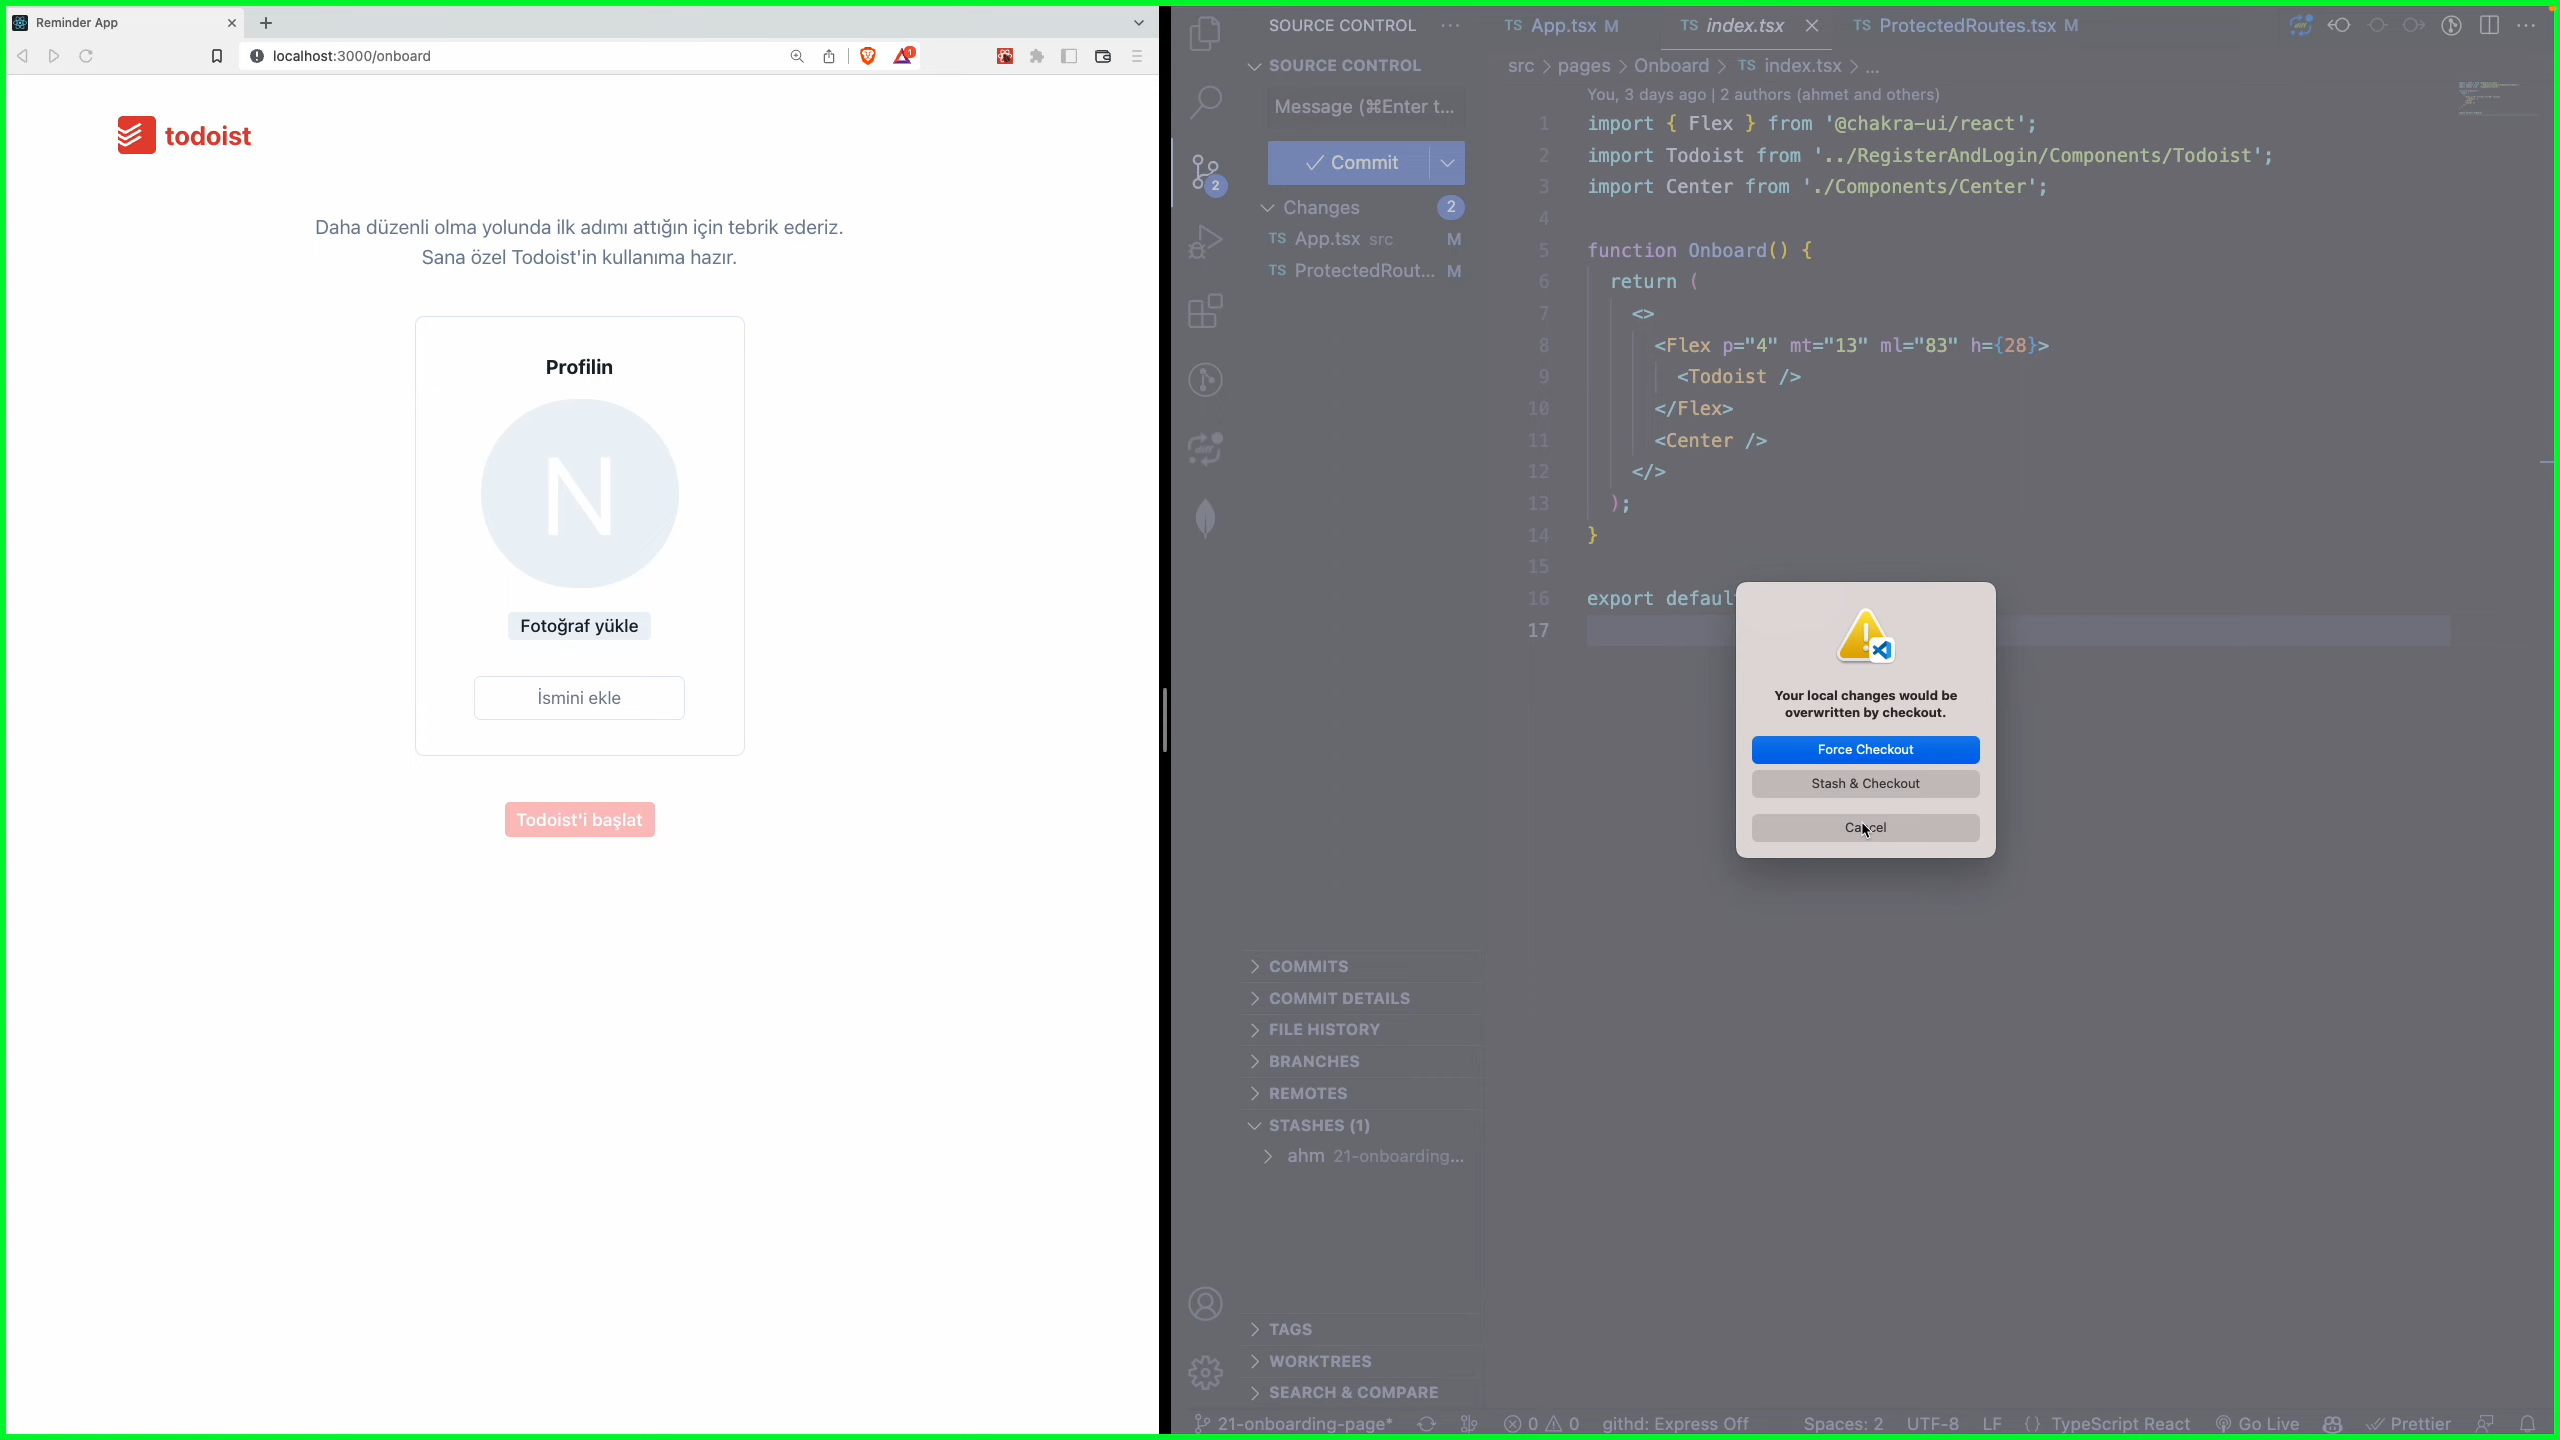 Reminder App
localhost:3000/onboard
1
todoist
Daha düzenli olma yolunda ilk adımı attığın için tebrik ederiz.
Sana özel Todoist'in kullanıma hazır.
Profilin
N
Fotoğraf yükle
İsmini ekle
Todoist'i başlat
SOURCE CONTROL
SOURCE CONTROL
Message (⌘Enter t...
Commit
2
Changes 2
TS App.tsx src M
TS ProtectedRout... M
COMMITS
COMMIT DETAILS
FILE HISTORY
BRANCHES
REMOTES
STASHES (1)
ahm 21-onboarding...
TAGS
WORKTREES
SEARCH & COMPARE
TS App.tsx M TS index.tsx TS ProtectedRoutes.tsx M
src > pages > Onboard > TS index.tsx > ...
You, 3 days ago | 2 authors (ahmet and others)
1 import { Flex } from '@chakra-ui/react';
2 import Todoist from '../RegisterAndLogin/Components/Todoist';
3 import Center from './Components/Center';
4
5 function Onboard() {
6 return (
7 <>
8 <Flex p="4" mt="13" ml="83" h={28}>
9 <Todoist />
10 </Flex>
11 <Center />
12 </>
13 );
14 }
15
16 export defaul
17
Your local changes would be
overwritten by checkout.
Force Checkout
Stash & Checkout
Cancel
21-onboarding-page* 0 0 githd: Express Off Spaces: 2 UTF-8 LF {} TypeScript React Go Live Prettier